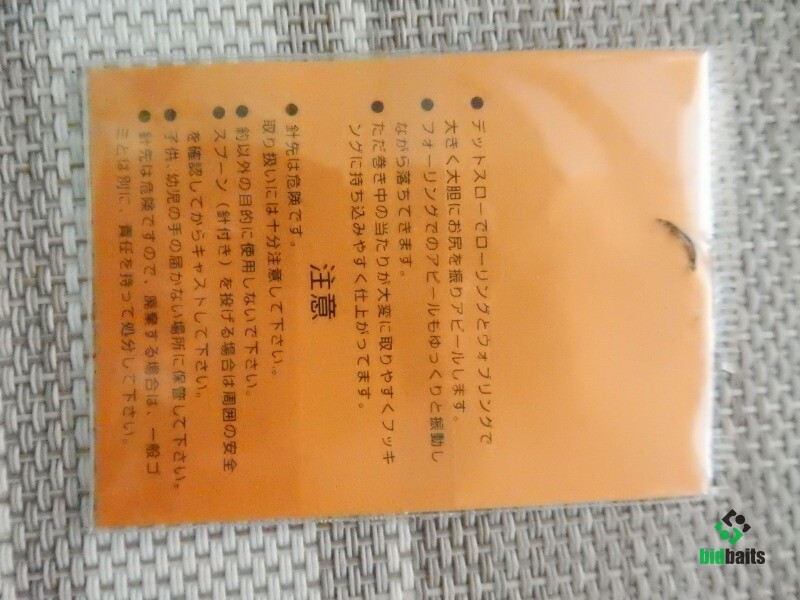 ● デットスローでローリングとウォブリングで
大きく大胆にお尻を振りアピールします。
● フォーリングでのアピールもゆっくりと振動し
ながら落ちてきます。
● ただ巻き中の当たりが大変に取りやすくフッキ
ングに持ち込みやすく仕上がってます。
注意
● 針先は危険です。
取り扱いには十分注意して下さい。
● 釣以外の目的に使用しないで下さい。
● スプーン（針付き）を投げる場合は周囲の安全
を確認してからキャストして下さい。
● 子供、幼児の手の届かない場所に保管して下さい。
● 針先は危険ですので、廃棄する場合は、一般ゴ
ミとは別に、責任を持って処分して下さい。
bidbaits